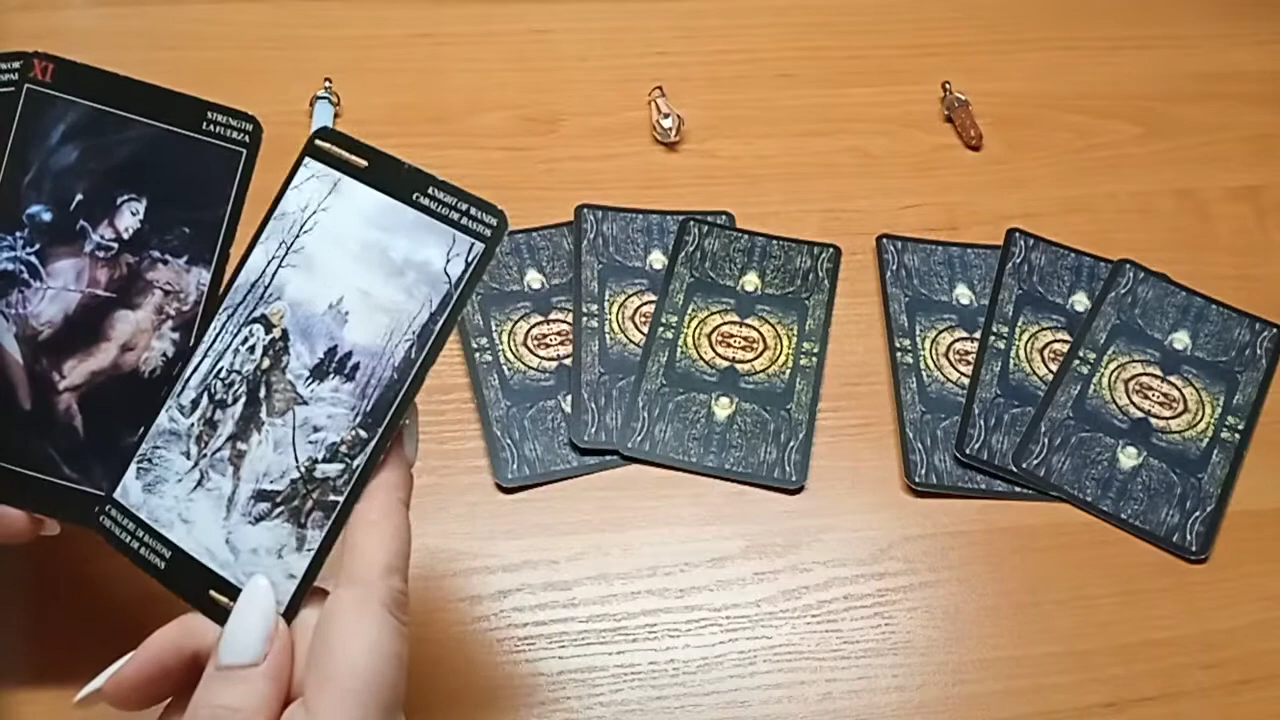 XI
STRENGTH
LA FUERZA
KNIGHT OF WANDS
CABALLO DE BASTOS
CAVALIERE DI BASTONI
CHEVALIER DE BÂTONS